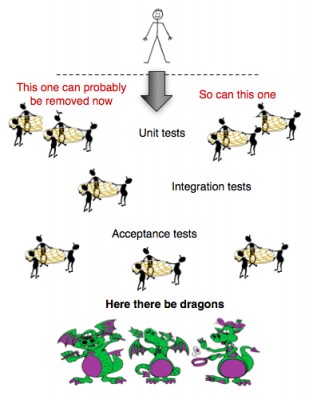 This one can probably
be removed now
So can this one
Unit tests
Integration tests
Acceptance tests
Here there be dragons